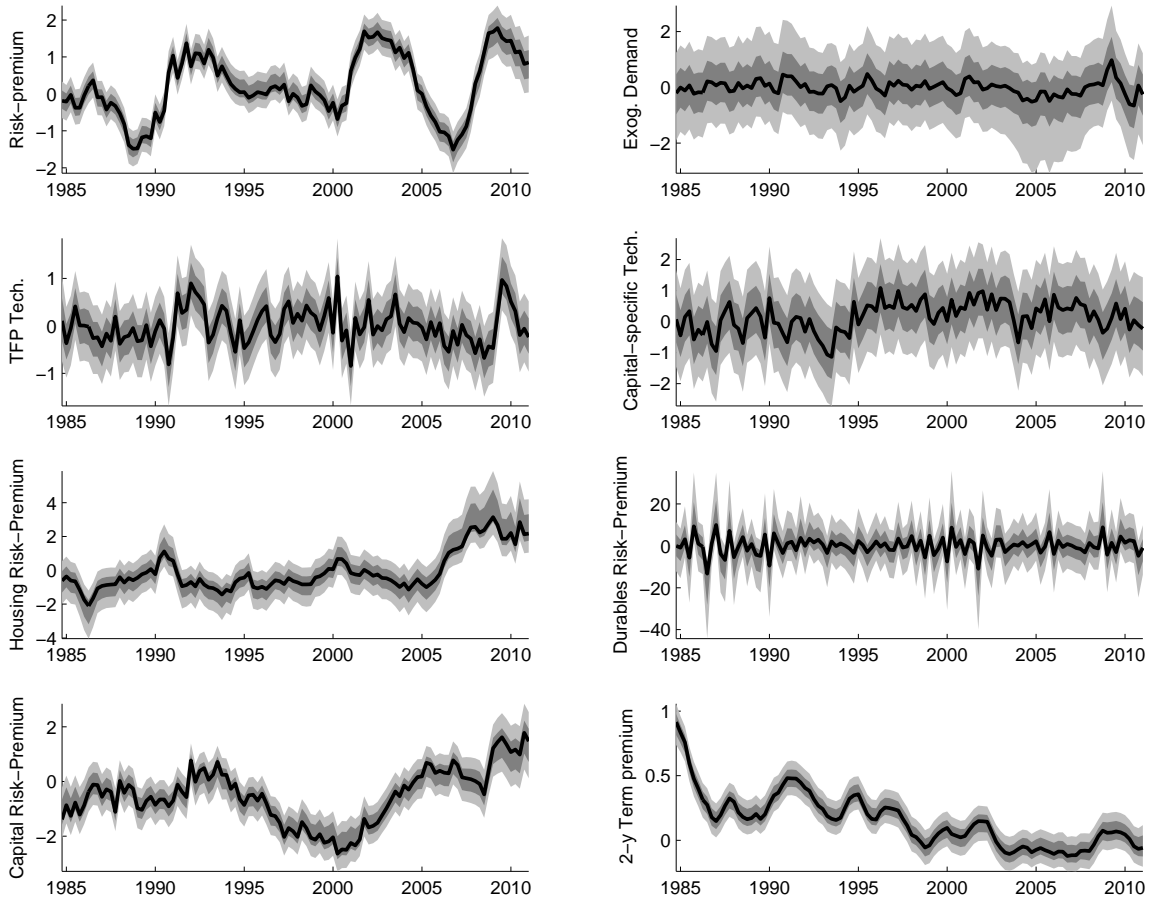 Risk−premium
2
1
0
−1
−2
1985 1990 1995 2000 2005 2010
Exog. Demand
2
0
−2
1985 1990 1995 2000 2005 2010
TFP Tech.
1
0
−1
1985 1990 1995 2000 2005 2010
Capital−specific Tech.
2
1
0
−1
−2
1985 1990 1995 2000 2005 2010
Housing Risk−Premium
4
2
0
−2
−4
1985 1990 1995 2000 2005 2010
Durables Risk−Premium
20
0
−20
−40
1985 1990 1995 2000 2005 2010
Capital Risk−Premium
2
0
−2
1985 1990 1995 2000 2005 2010
2−y Term premium
1
0.5
0
1985 1990 1995 2000 2005 2010